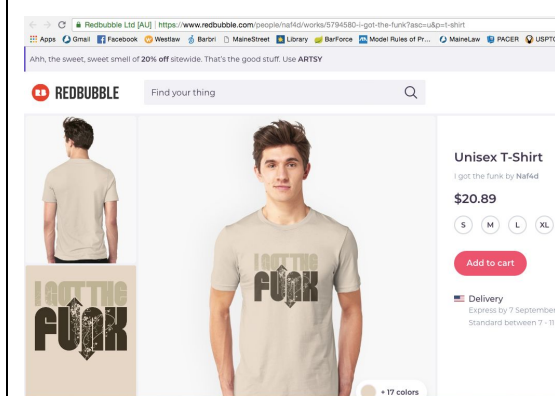 Redbubble Ltd [AU] | https://www.redbubble.com/people/naf4d/works/5794580-i-got-the-funk?asc=u&p=t-shirt
Apps Gmail Facebook Westlaw Barbri MaineStreet Library BarForce Model Rules of Pr... MaineLaw PACER USPTO
Ahh, the sweet, sweet smell of 20% off sitewide. That's the good stuff. Use ARTSY
RB REDBUBBLE Find your thing
I GOT THE
FUNK
I GOT THE
FUNK
+ 17 colors
Unisex T-Shirt
I got the funk by Naf4d
$20.89
S M L XL
Add to cart
Delivery
Express by 7 September
Standard between 7 - 11